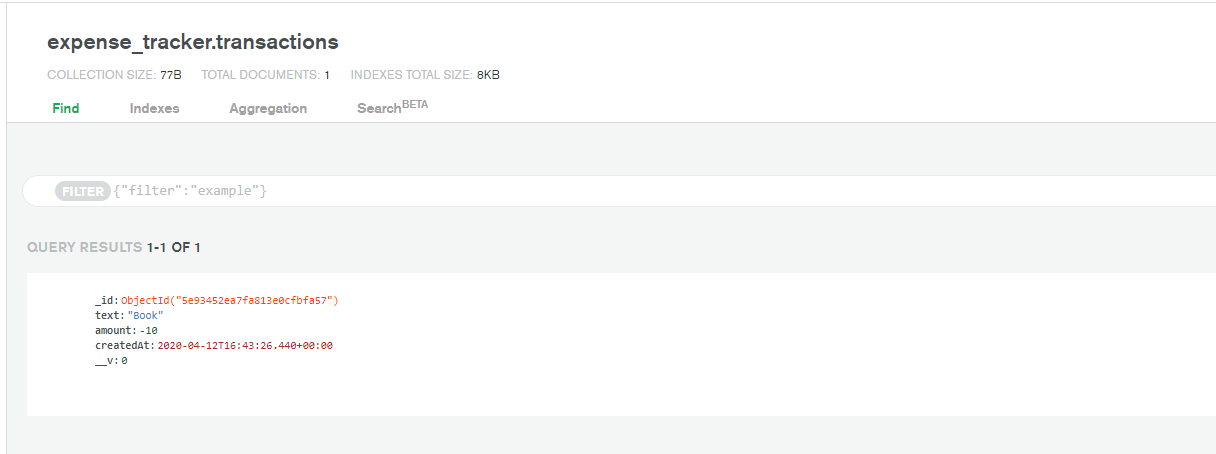 expense_tracker.transactions
COLLECTION SIZE: 77B TOTAL DOCUMENTS: 1 INDEXES TOTAL SIZE: 8KB
Find Indexes Aggregation SearchBETA
FILTER {"filter":"example"}
QUERY RESULTS 1-1 OF 1
_id: ObjectId("5e93452ea7fa813e0cfbfa57")
text: "Book"
amount: -10
createdAt: 2020-04-12T16:43:26.440+00:00
__v: 0